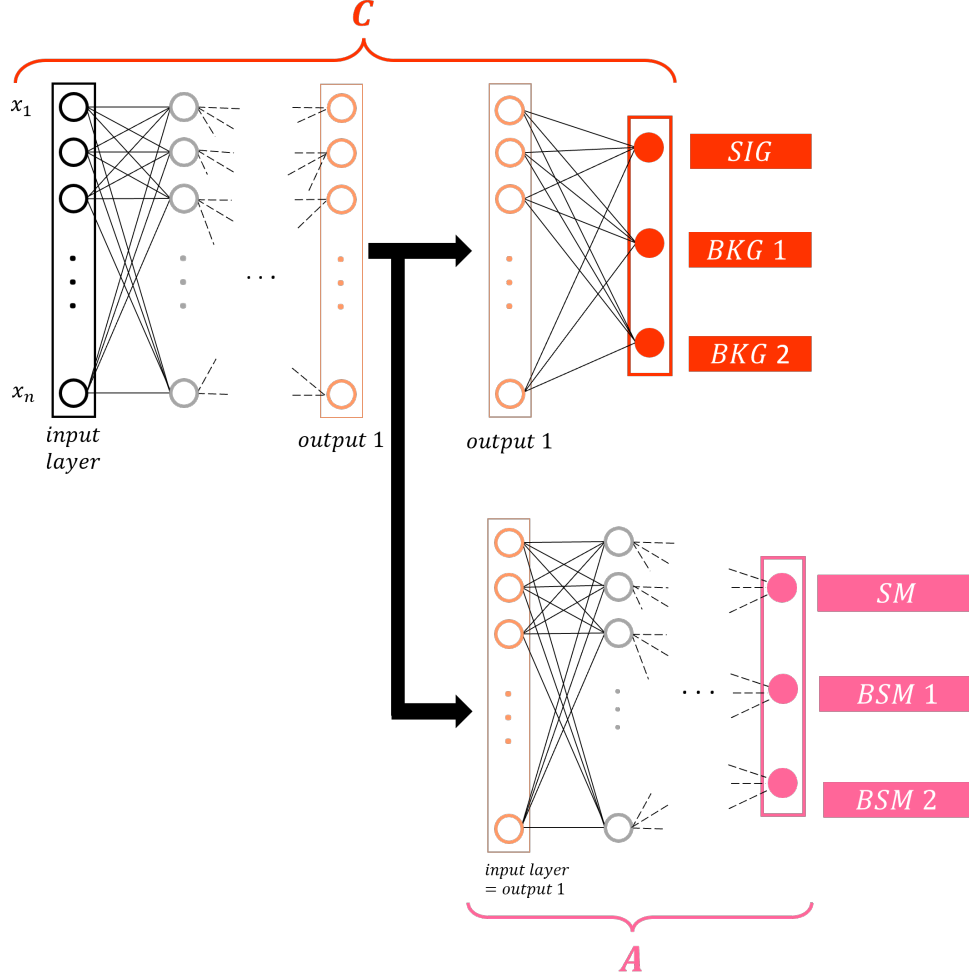 C
x₁
SIG
BKG 1
. . .
BKG 2
xₙ
input
layer
output 1
output 1
SM
BSM 1
. . .
BSM 2
input layer
= output 1
A